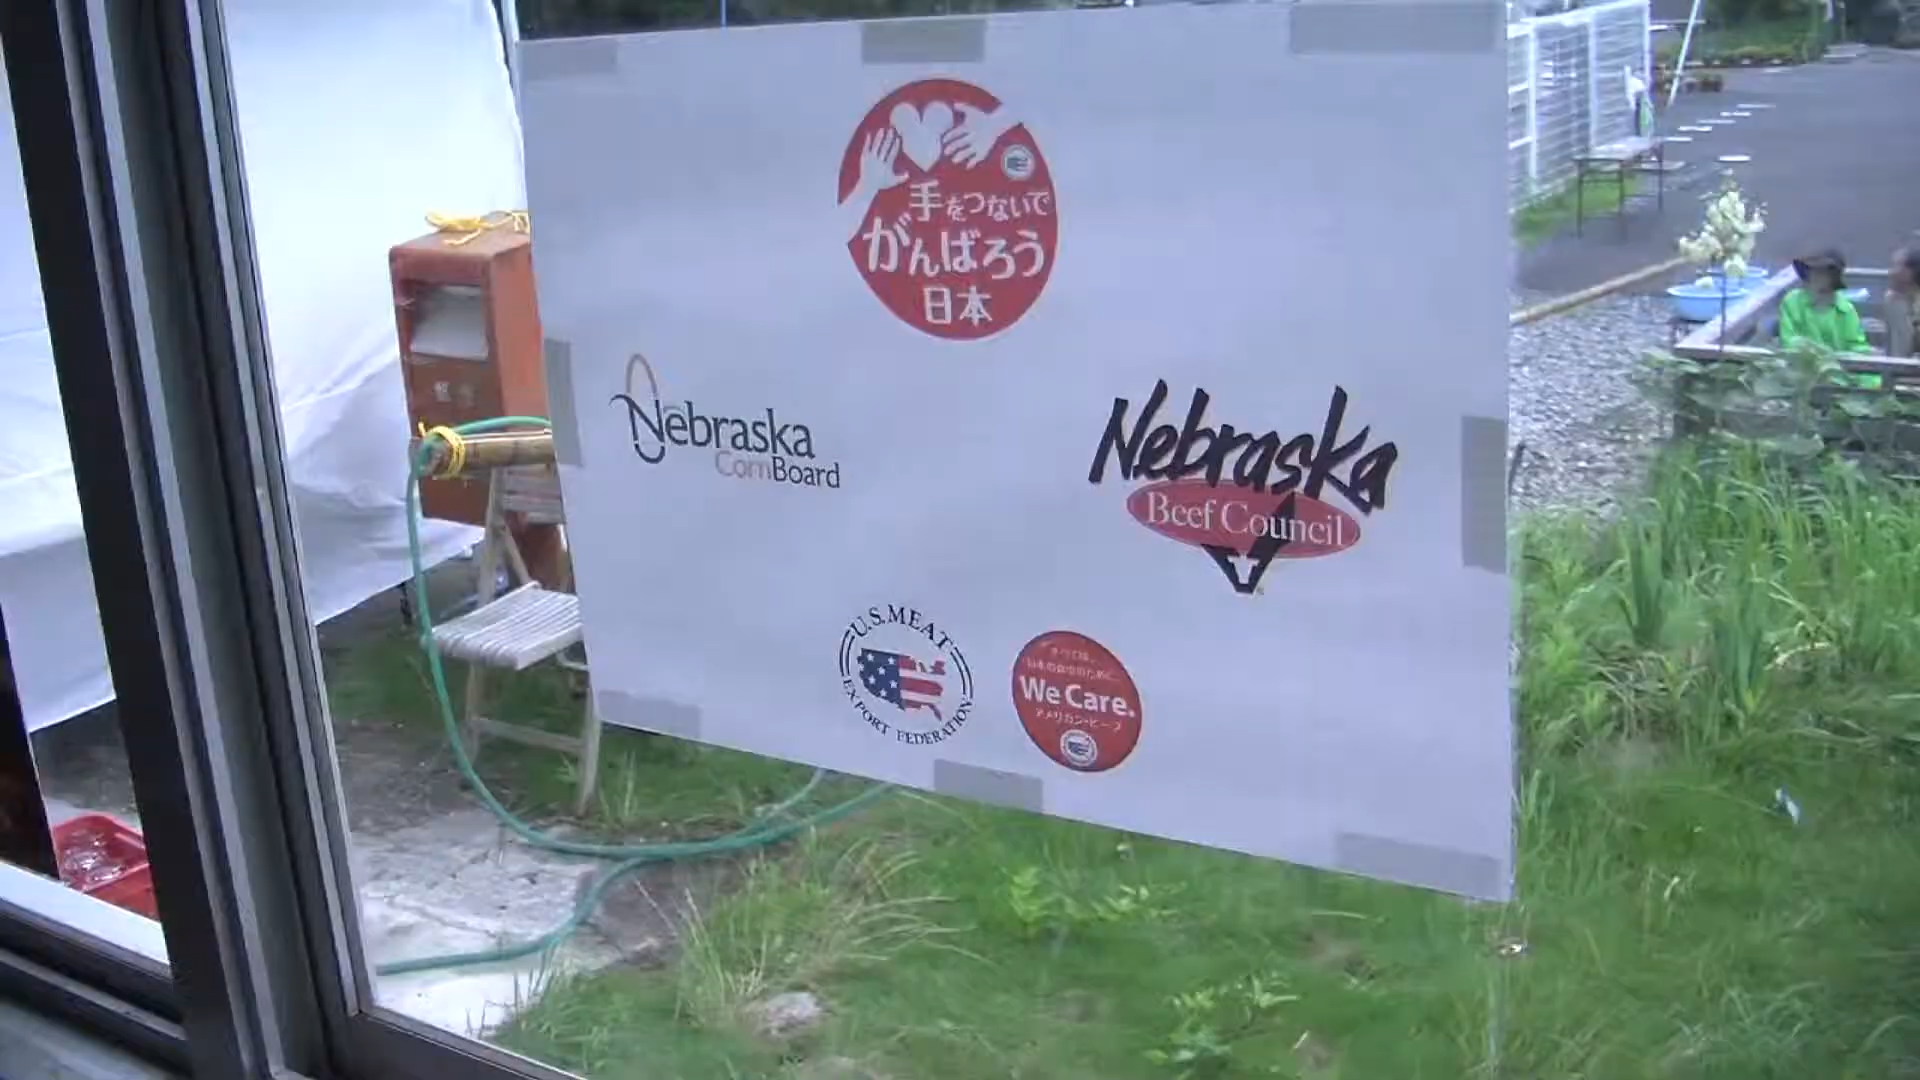 手をつないで
がんばろう
日本
Nebraska
CornBoard
Nebraska
Beef Council
U.S. MEAT
EXPORT FEDERATION
We Care.
アメリカン・ビーフ